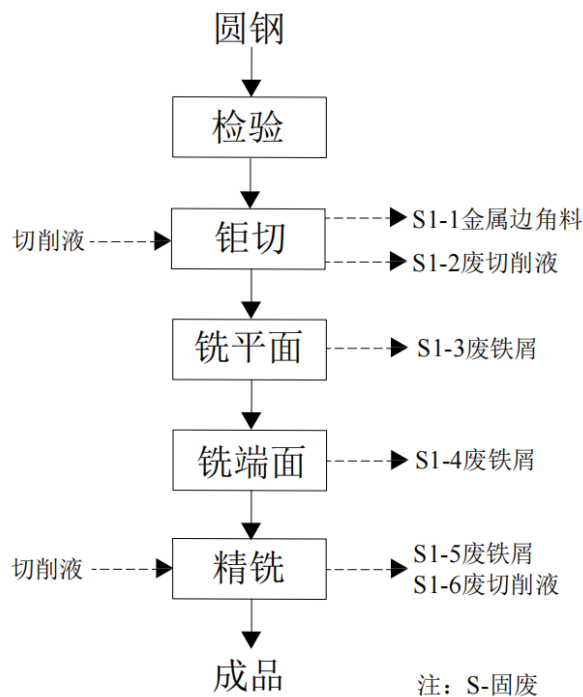 圆钢
检验
切削液
钜切
S1-1金属边角料
S1-2废切削液
铣平面
S1-3废铁屑
铣端面
S1-4废铁屑
切削液
精铣
S1-5废铁屑
S1-6废切削液
成品
注：S-固废